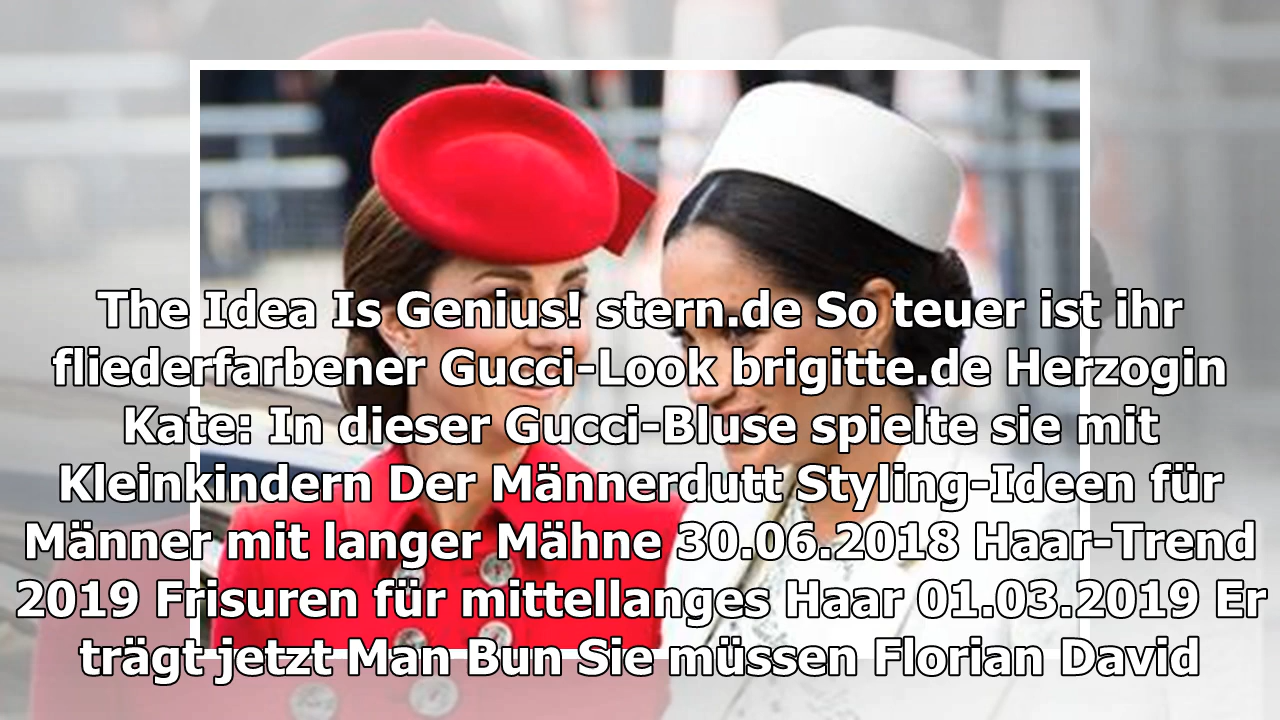 The Idea Is Genius! stern.de So teuer ist ihr
fliederfarbener Gucci-Look brigitte.de Herzogin
Kate: In dieser Gucci-Bluse spielte sie mit
Kleinkindern Der Männerdutt Styling-Ideen für
Männer mit langer Mähne 30.06.2018 Haar-Trend
2019 Frisuren für mittellanges Haar 01.03.2019 Er
trägt jetzt Man Bun Sie müssen Florian David